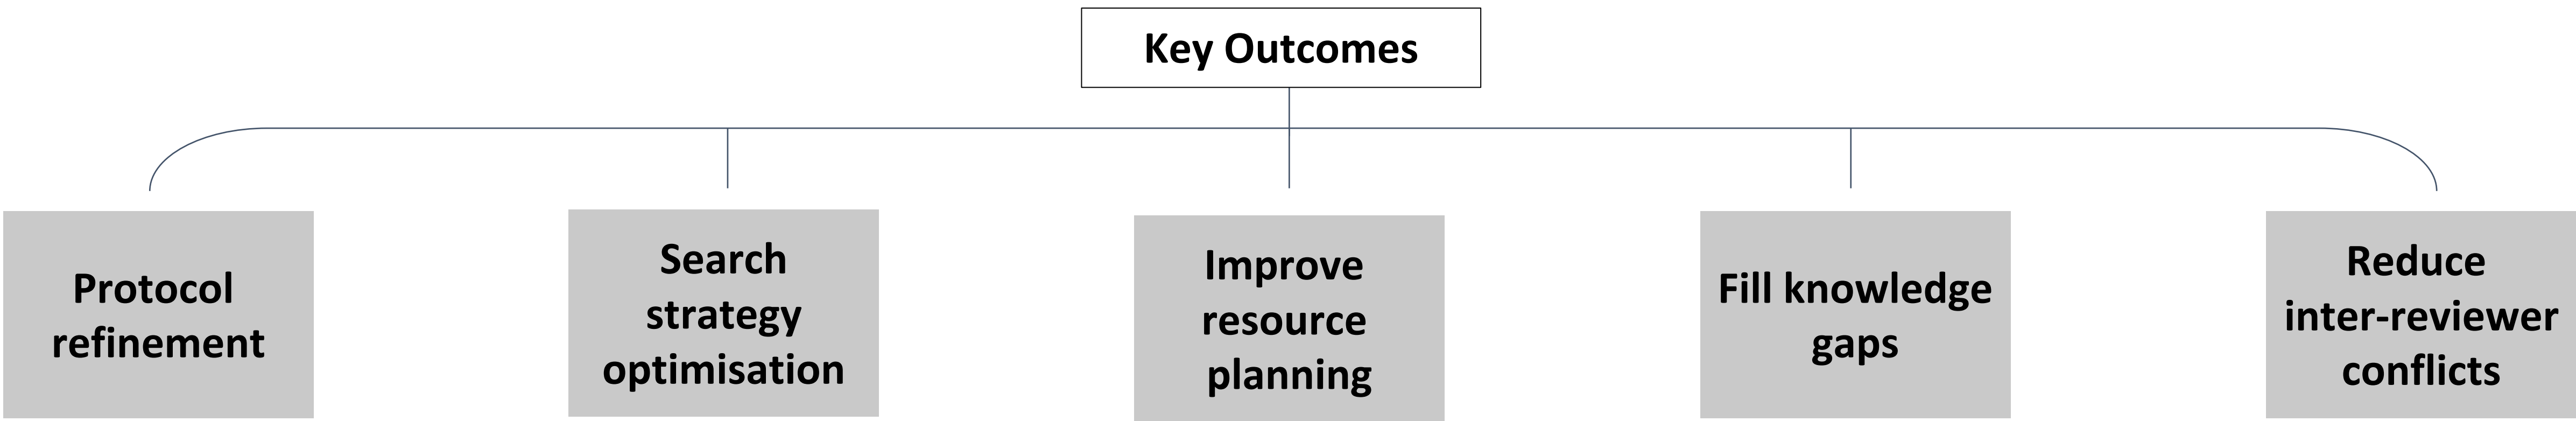 Key Outcomes
Protocol
refinement
Search
strategy
optimisation
Improve
resource
planning
Fill knowledge
gaps
Reduce
inter-reviewer
conflicts